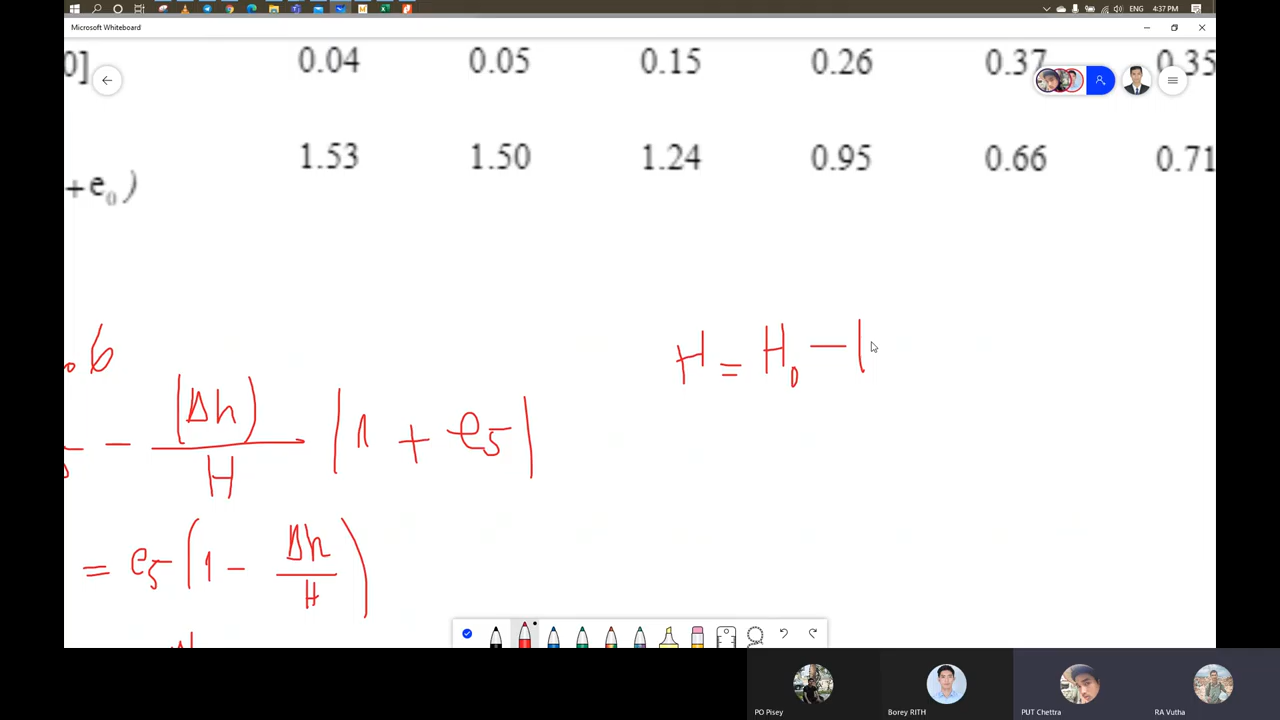 ENG 4:37 PM
Microsoft Whiteboard
0] 0.04 0.05 0.15 0.26 0.37 0.35
1.53 1.50 1.24 0.95 0.66 0.71
+e₀)
H = H₀ — |
(Δh)
— |1 + e₅|
H
= e₅(1 - Δh/H)
PO Pisey Borey RITH PUT Chettra RA Vutha